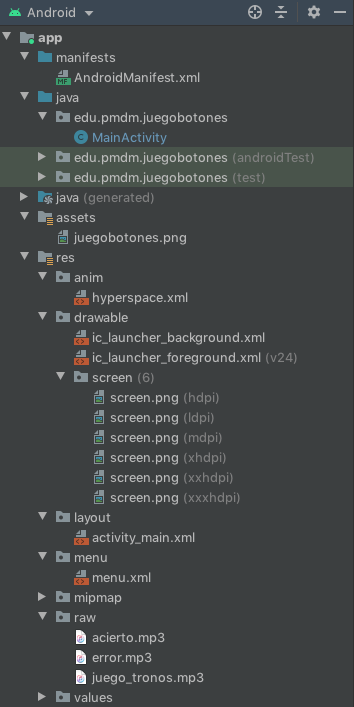 Android
app
manifests
AndroidManifest.xml
java
edu.pmdm.juegobotones
MainActivity
edu.pmdm.juegobotones (androidTest)
edu.pmdm.juegobotones (test)
java (generated)
assets
juegobotones.png
res
anim
hyperspace.xml
drawable
ic_launcher_background.xml
ic_launcher_foreground.xml (v24)
screen (6)
screen.png (hdpi)
screen.png (ldpi)
screen.png (mdpi)
screen.png (xhdpi)
screen.png (xxhdpi)
screen.png (xxxhdpi)
layout
activity_main.xml
menu
menu.xml
mipmap
raw
acierto.mp3
error.mp3
juego_tronos.mp3
values